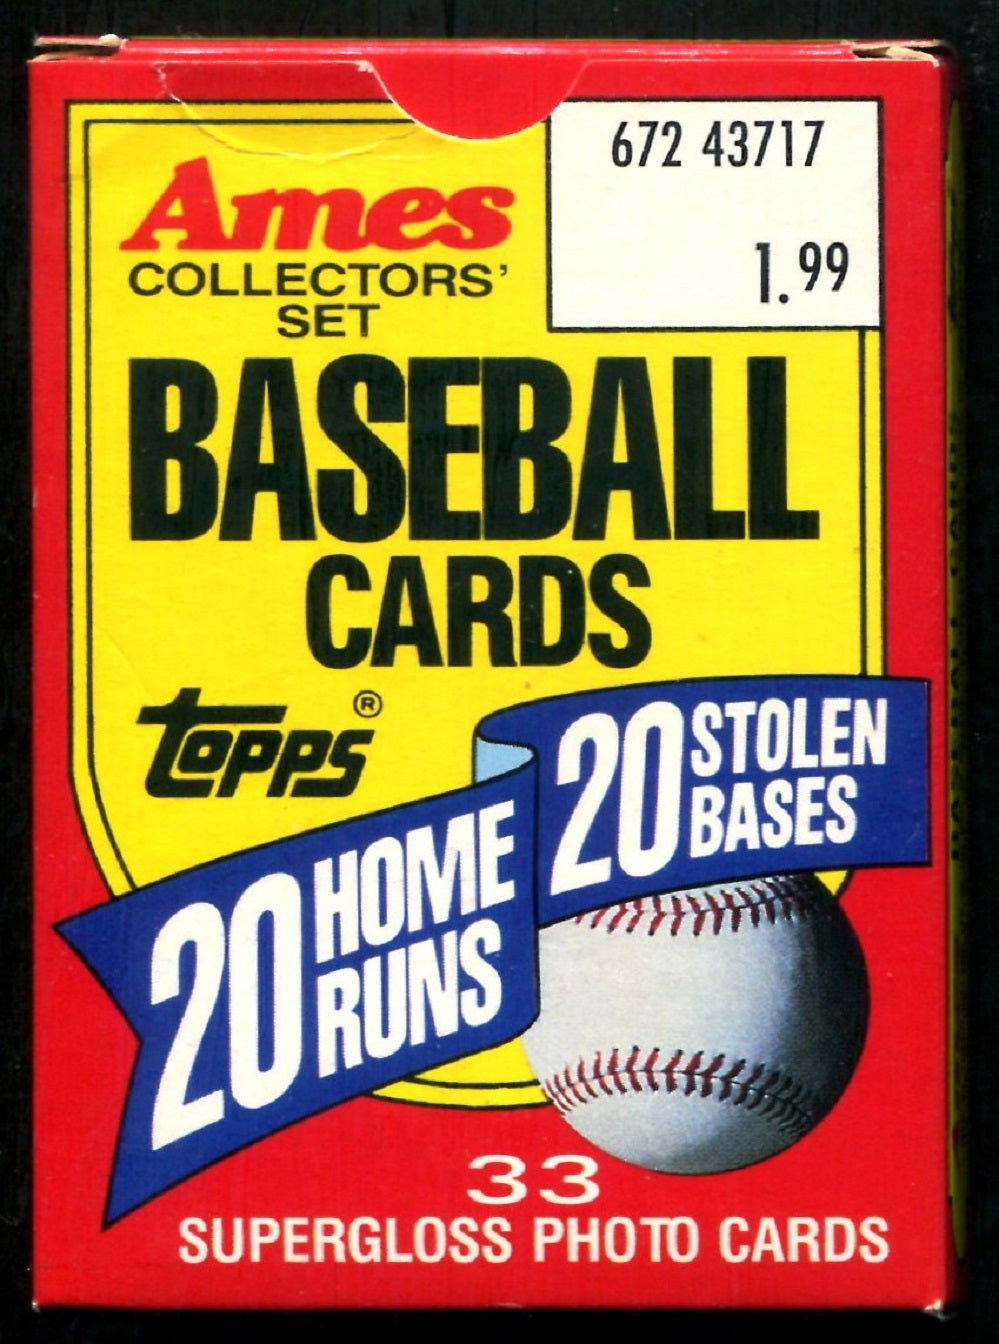 672 43717
1.99
Ames
COLLECTORS'
SET
BASEBALL
CARDS
TOPPS®
20 HOME
RUNS
20 STOLEN
BASES
33
SUPERGLOSS PHOTO CARDS